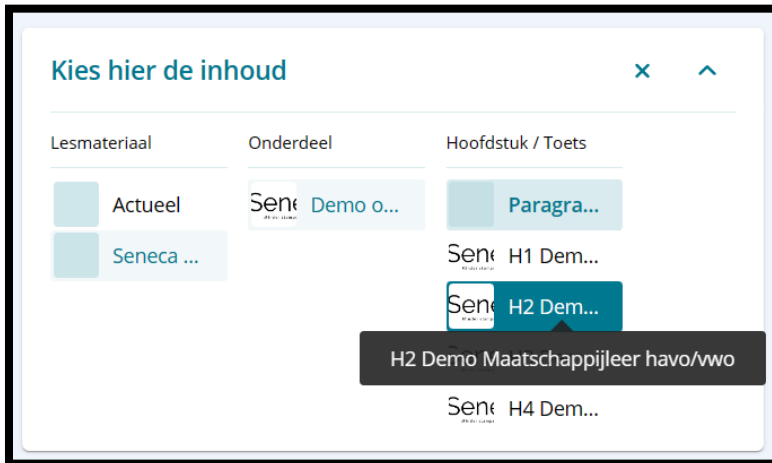 Kies hier de inhoud
Lesmateriaal
Onderdeel
Hoofdstuk / Toets
Actueel
Seneca ...
Sene Demo o...
Paragra...
Sene H1 Dem...
Sene H2 Dem...
H2 Demo Maatschappijleer havo/vwo
Sene H4 Dem...